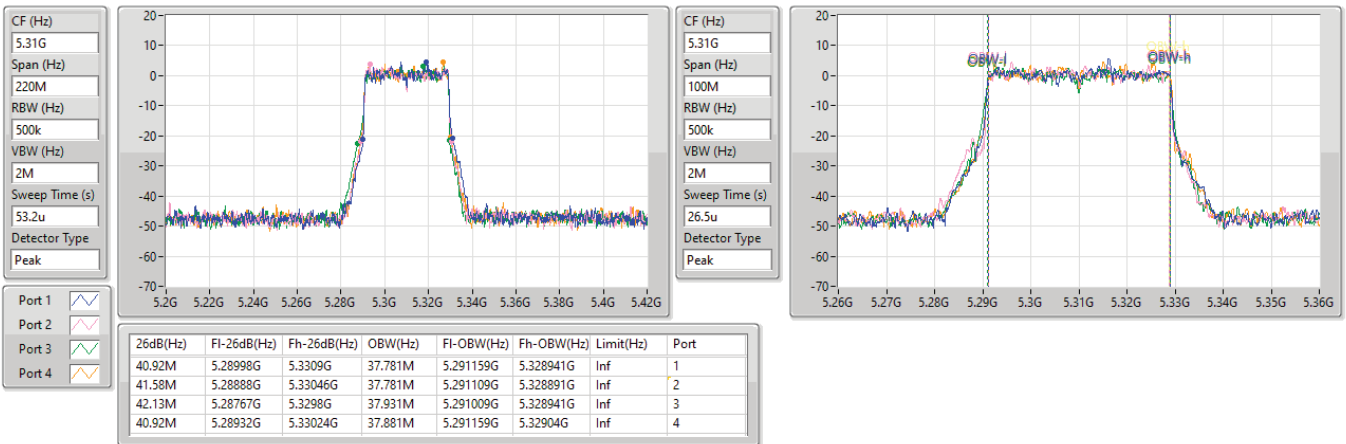 CF (Hz)
5.31G
Span (Hz)
220M
RBW (Hz)
500k
VBW (Hz)
2M
Sweep Time (s)
53.2u
Detector Type
Peak
20
10
0
-10
-20
-30
-40
-50
-60
-70
5.2G 5.22G 5.24G 5.26G 5.28G 5.3G 5.32G 5.34G 5.36G 5.38G 5.4G 5.42G
CF (Hz)
5.31G
Span (Hz)
100M
RBW (Hz)
500k
VBW (Hz)
2M
Sweep Time (s)
26.5u
Detector Type
Peak
20
10
0
-10
-20
-30
-40
-50
-60
-70
OBW-l OBW-h
5.26G 5.27G 5.28G 5.29G 5.3G 5.31G 5.32G 5.33G 5.34G 5.35G 5.36G
Port 1
Port 2
Port 3
Port 4
26dB(Hz) Fl-26dB(Hz) Fh-26dB(Hz) OBW(Hz) Fl-OBW(Hz) Fh-OBW(Hz) Limit(Hz) Port
40.92M 5.28998G 5.3309G 37.781M 5.291159G 5.328941G Inf 1
41.58M 5.28888G 5.33046G 37.781M 5.291109G 5.328891G Inf 2
42.13M 5.28767G 5.3298G 37.931M 5.291009G 5.328941G Inf 3
40.92M 5.28932G 5.33024G 37.881M 5.291159G 5.32904G Inf 4